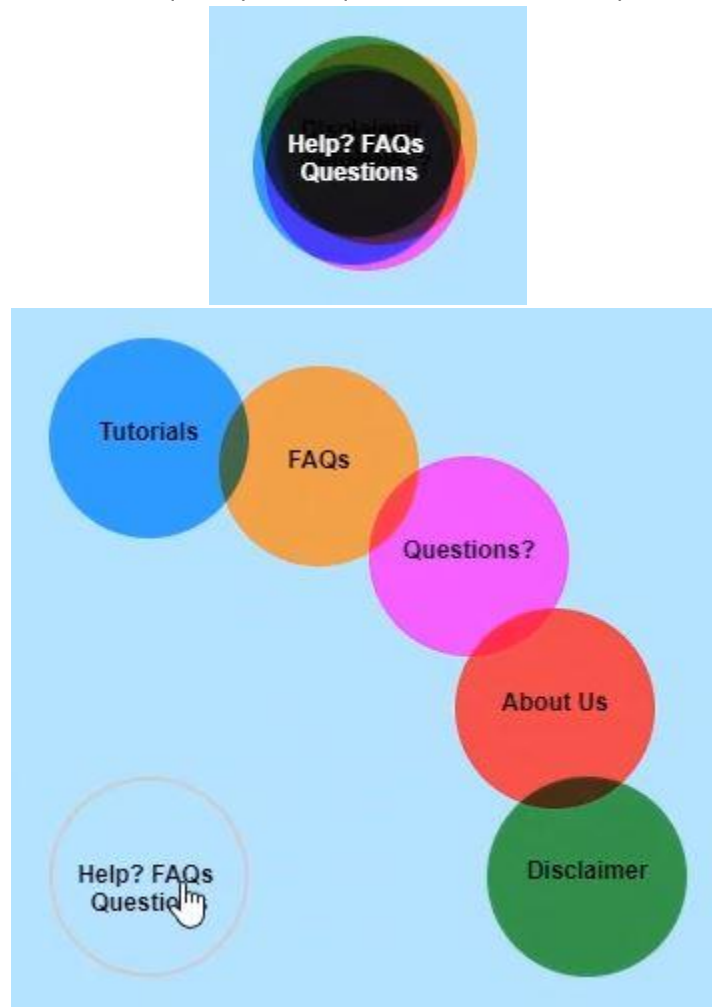 Help? FAQs
Questions
Tutorials
FAQs
Questions?
About Us
Disclaimer
Help? FAQs